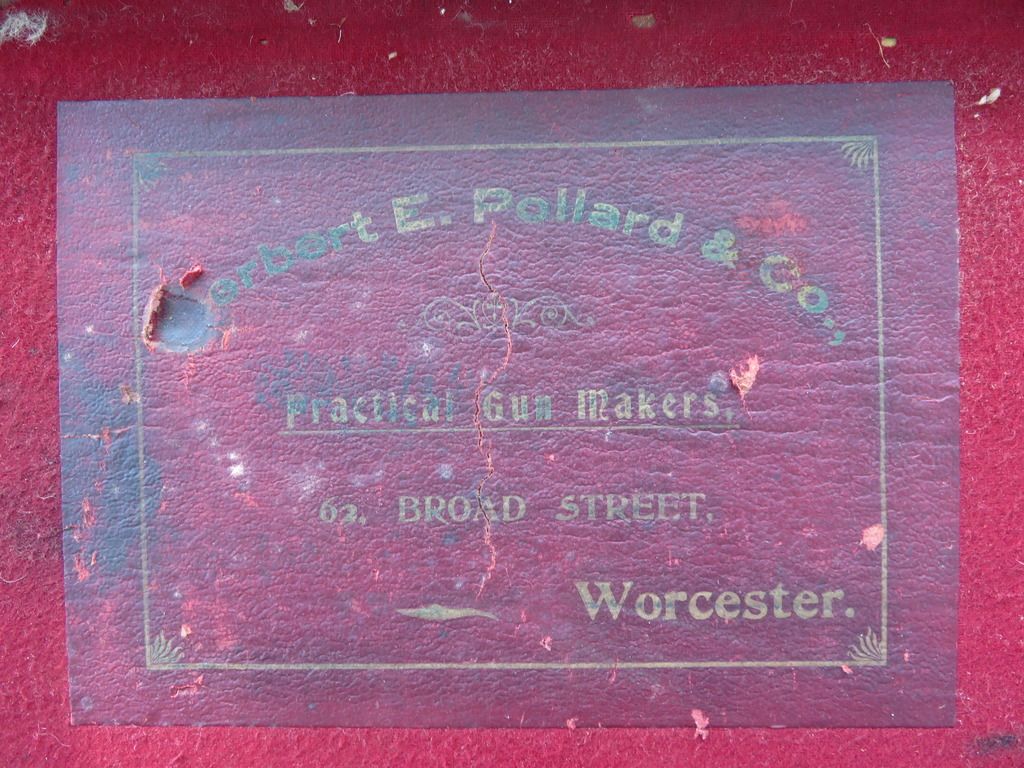 orbert E. Pollard & Co.,
Practical Gun Makers,
62, BROAD STREET,
Worcester.